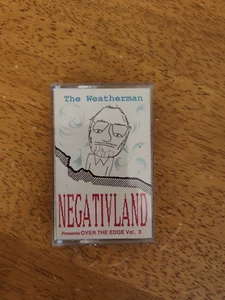 The Weatherman
NEGATIVLAND
Presents OVER THE EDGE Vol. 3